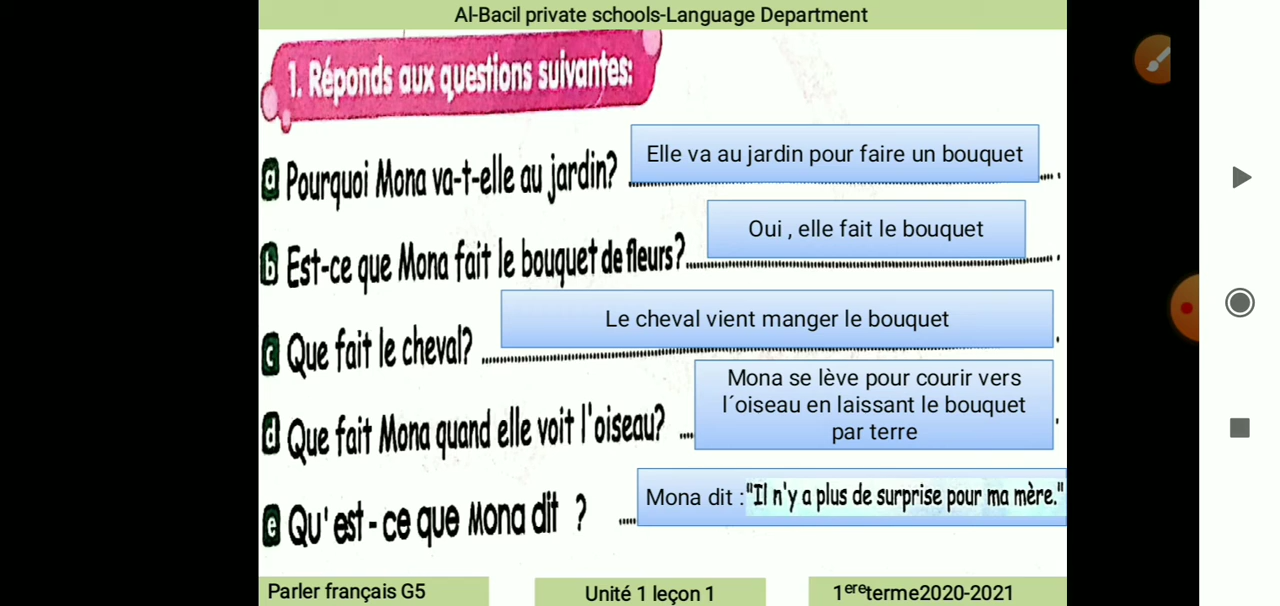 Al-Bacil private schools-Language Department
1. Réponds aux questions suivantes:
a Pourquoi Mona va-t-elle au jardin? Elle va au jardin pour faire un bouquet
b Est-ce que Mona fait le bouquet de fleurs? Oui , elle fait le bouquet
c Que fait le cheval? Le cheval vient manger le bouquet
d Que fait Mona quand elle voit l'oiseau? Mona se lève pour courir vers
l´oiseau en laissant le bouquet
par terre
e Qu'est-ce que Mona dit ? Mona dit :"Il n'y a plus de surprise pour ma mère."
Parler français G5 Unité 1 leçon 1 1ereterme2020-2021